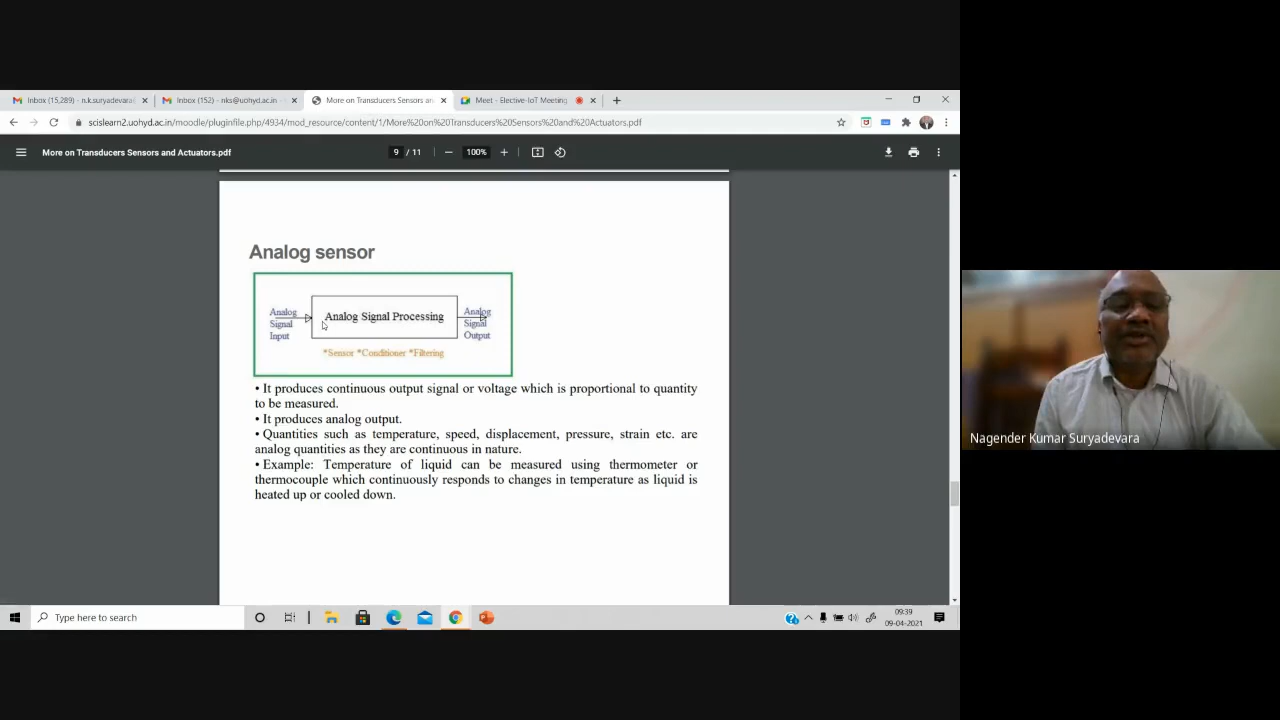 Inbox (15,289) - n.k.suryadevara@
Inbox (152) - nks@uohyd.ac.in -
More on Transducers Sensors an
Meet - Elective-IoT Meeting
scislearn2.uohyd.ac.in/moodle/pluginfile.php/4934/mod_resource/content/1/More%20on%20Transducers%20Sensors%20and%20Actuators.pdf
More on Transducers Sensors and Actuators.pdf
9 / 11
100%
Analog sensor
Analog
Signal
Input
Analog Signal Processing
Analog
Signal
Output
*Sensor *Conditioner *Filtering
• It produces continuous output signal or voltage which is proportional to quantity
to be measured.
• It produces analog output.
• Quantities such as temperature, speed, displacement, pressure, strain etc. are
analog quantities as they are continuous in nature.
• Example: Temperature of liquid can be measured using thermometer or
thermocouple which continuously responds to changes in temperature as liquid is
heated up or cooled down.
Nagender Kumar Suryadevara
Type here to search
09:39
09-04-2021